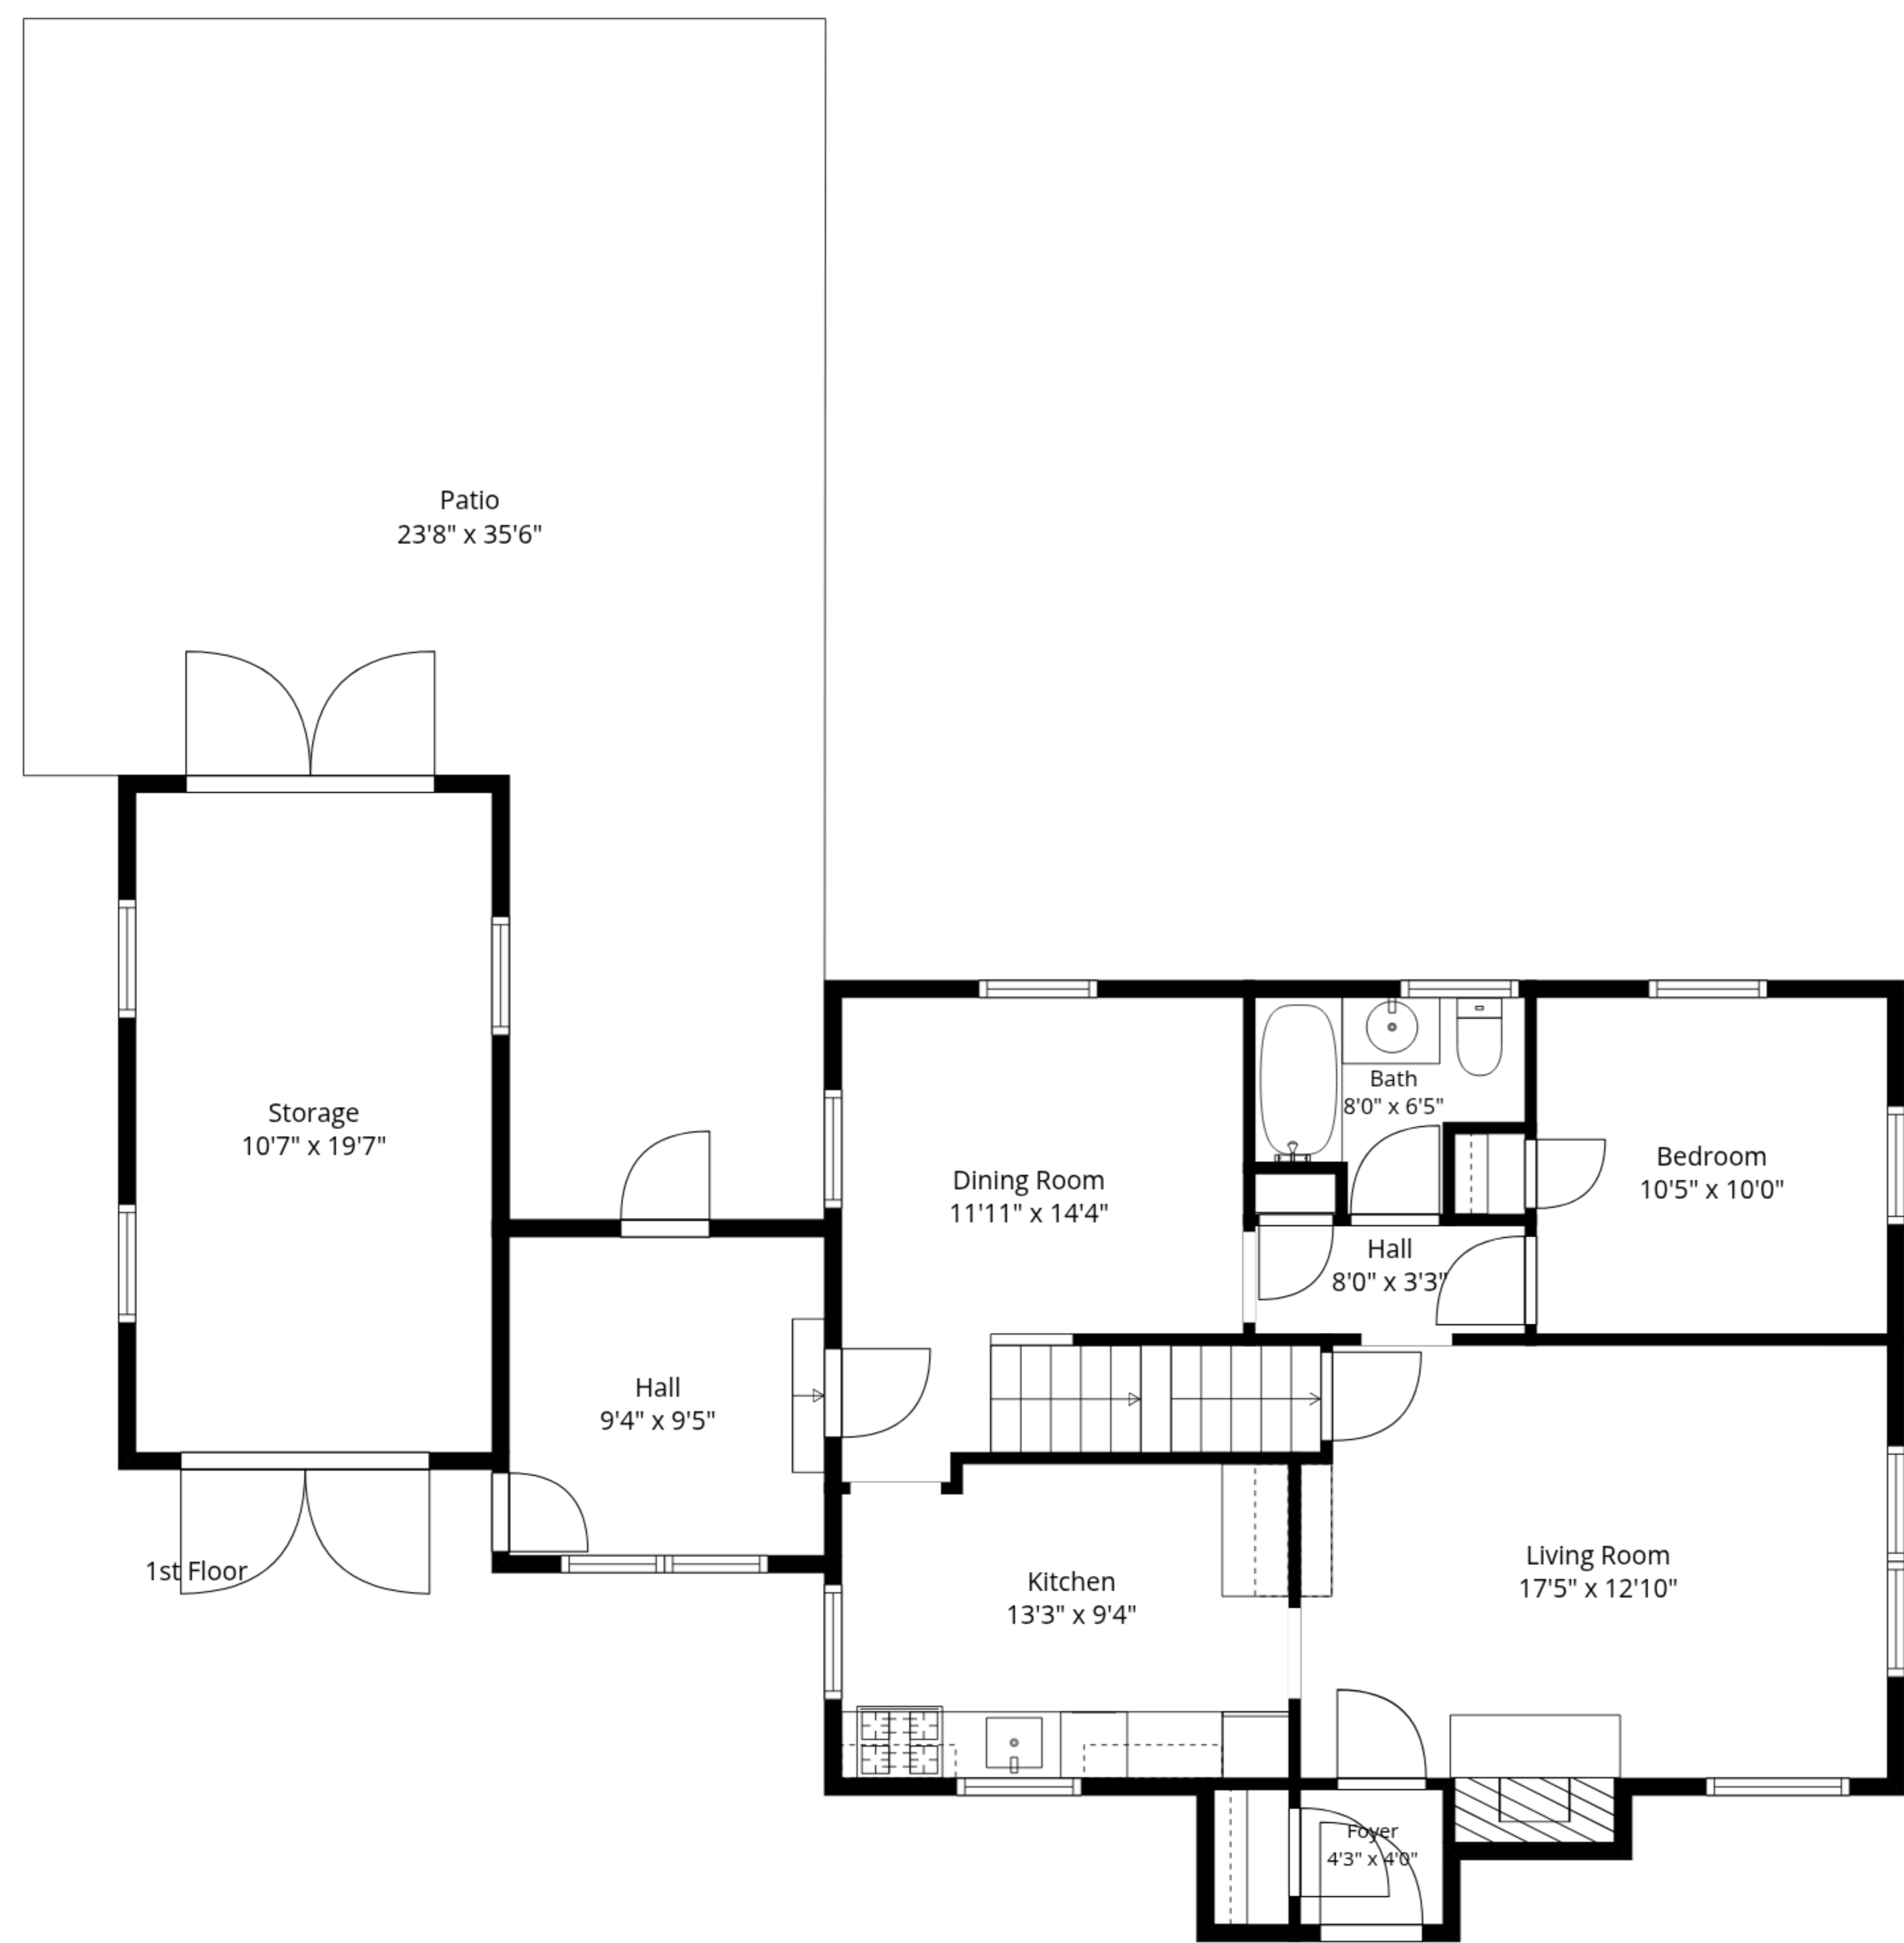 Patio
23'8" x 35'6"
Storage
10'7" x 19'7"
Dining Room
11'11" x 14'4"
Bath
8'0" x 6'5"
Bedroom
10'5" x 10'0"
Hall
8'0" x 3'3"
Hall
9'4" x 9'5"
1st Floor
Kitchen
13'3" x 9'4"
Living Room
17'5" x 12'10"
Foyer
4'3" x 4'0"